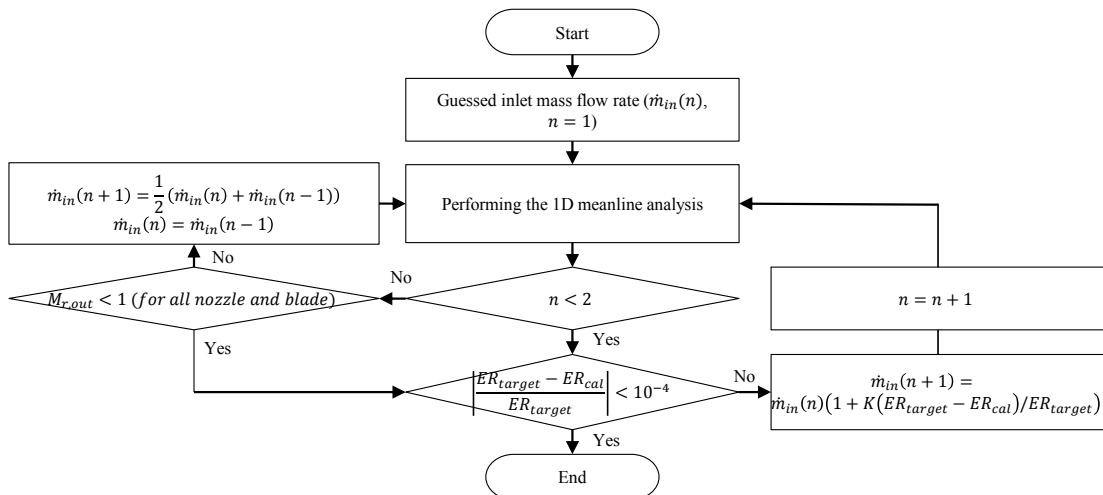 Start
Guessed inlet mass flow rate (ṁ_in(n),
n = 1)
ṁ_in(n + 1) = 1/2 (ṁ_in(n) + ṁ_in(n − 1))
ṁ_in(n) = ṁ_in(n − 1)
Performing the 1D meanline analysis
No
M_r,out < 1 (for all nozzle and blade)
No
n < 2
n = n + 1
Yes
Yes
|(ER_target − ER_cal)/ER_target| < 10⁻⁴
No
ṁ_in(n + 1) =
ṁ_in(n)(1 + K(ER_target − ER_cal)/ER_target)
Yes
End